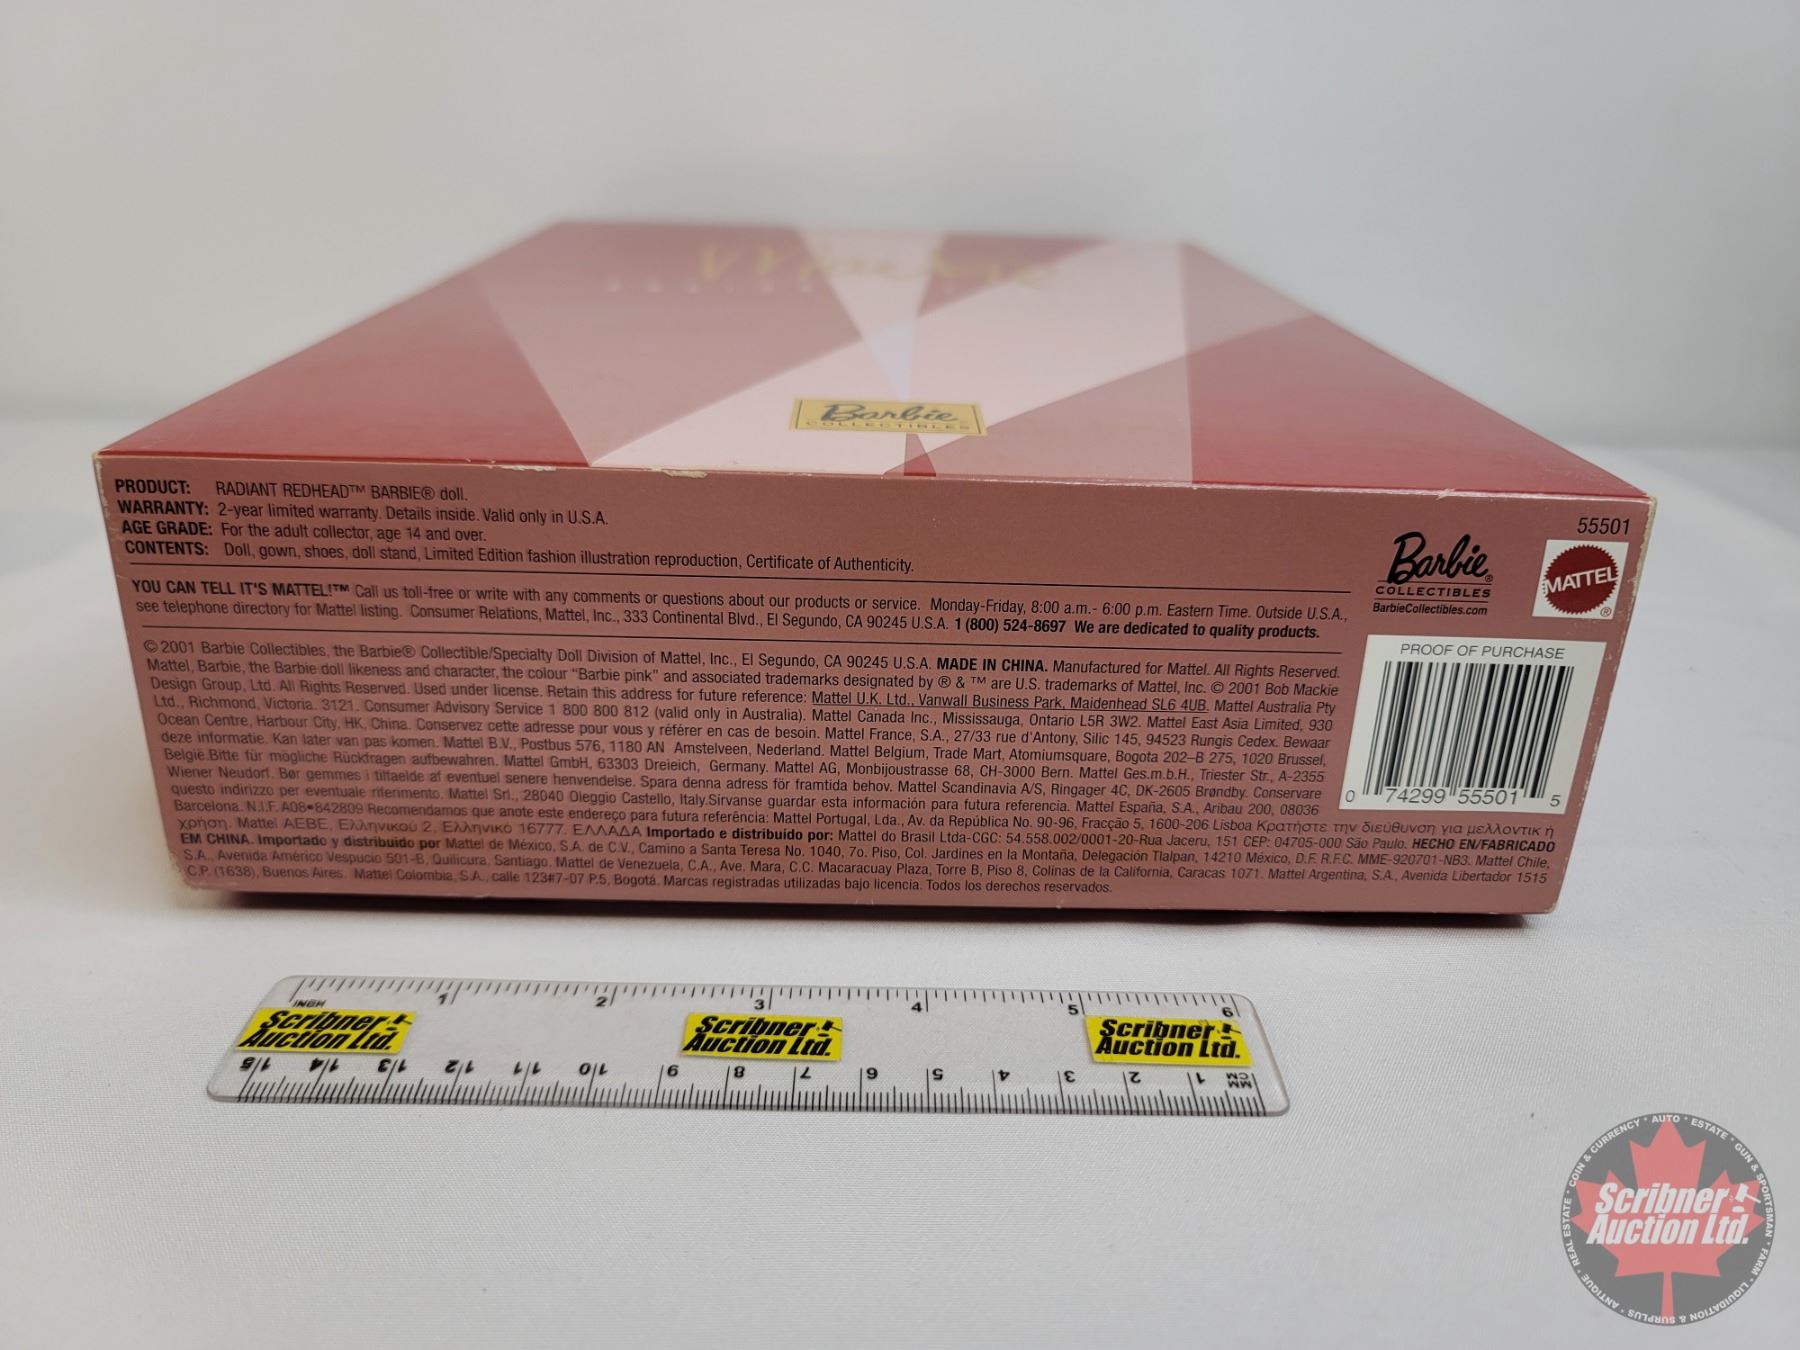 Barbie
COLLECTIBLES
PRODUCT: RADIANT REDHEAD™ BARBIE® doll.
WARRANTY: 2-year limited warranty. Details inside. Valid only in U.S.A.
AGE GRADE: For the adult collector, age 14 and over.
CONTENTS: Doll, gown, shoes, doll stand, Limited Edition fashion illustration reproduction, Certificate of Authenticity.
YOU CAN TELL IT'S MATTEL!™ Call us toll-free or write with any comments or questions about our products or service. Monday-Friday, 8:00 a.m.- 6:00 p.m. Eastern Time. Outside U.S.A.,
see telephone directory for Mattel listing. Consumer Relations, Mattel, Inc., 333 Continental Blvd., El Segundo, CA 90245 U.S.A. 1 (800) 524-8697 We are dedicated to quality products.
© 2001 Barbie Collectibles, the Barbie® Collectible/Specialty Doll Division of Mattel, Inc., El Segundo, CA 90245 U.S.A. MADE IN CHINA. Manufactured for Mattel. All Rights Reserved.
Mattel, Barbie, the Barbie doll likeness and character, the colour "Barbie pink" and associated trademarks designated by ® & ™ are U.S. trademarks of Mattel, Inc. © 2001 Bob Mackie
Design Group, Ltd. All Rights Reserved. Used under license. Retain this address for future reference: Mattel U.K. Ltd., Vanwall Business Park, Maidenhead SL6 4UB. Mattel Australia Pty
Ltd., Richmond, Victoria. 3121. Consumer Advisory Service 1 800 800 812 (valid only in Australia). Mattel Canada Inc., Mississauga, Ontario L5R 3W2. Mattel East Asia Limited, 930
Ocean Centre, Harbour City, HK, China. Conservez cette adresse pour vous y référer en cas de besoin. Mattel France, S.A., 27/33 rue d'Antony, Silic 145, 94523 Rungis Cedex. Bewaar
deze informatie. Kan later van pas komen. Mattel B.V., Postbus 576, 1180 AN Amstelveen, Nederland. Mattel Belgium, Trade Mart, Atomiumsquare, Bogota 202-B 275, 1020 Brussel,
België.Bitte für mögliche Rückfragen aufbewahren. Mattel GmbH, 63303 Dreieich, Germany. Mattel AG, Monbijoustrasse 68, CH-3000 Bern. Mattel Ges.m.b.H., Triester Str., A-2355
Wiener Neudorf. Bør gemmes i tilfaelde af eventuel senere henvendelse. Spara denna adress för framtida behov. Mattel Scandinavia A/S, Ringager 4C, DK-2605 Brøndby. Conservare
questo indirizzo per eventuale riferimento. Mattel Srl., 28040 Oleggio Castello, Italy.Sirvanse guardar esta información para futura referencia. Mattel España, S.A., Aribau 200, 08036
Barcelona. N.I.F. A08•842809 Recomendamos que anote este endereço para futura referência: Mattel Portugal, Lda., Av. da República No. 90-96, Fracção 5, 1600-206 Lisboa Κρατήστε την διεύθυνση για μελλοντικ ή
χρήση. Mattel ΑΕΒΕ, Ελληνικού 2, Ελληνικό 16777. ΕΛΛΑΔΑ Importado e distribuido por: Mattel do Brasil Ltda-CGC: 54.558.002/0001-20-Rua Jaceru, 151 CEP: 04705-000 São Paulo. HECHO EN/FABRICADO
EM CHINA. Importado y distribuido por Mattel de México, S.A. de C.V., Camino a Santa Teresa No. 1040, 7o. Piso, Col. Jardines en la Montaña, Delegación Tlalpan, 14210 México, D.F. R.F.C. MME-920701-NB3. Mattel Chile,
S.A., Avenida Américo Vespucio 501-B, Quilicura, Santiago. Mattel de Venezuela, C.A., Ave. Mara, C.C. Macaracuay Plaza, Torre B, Piso 8, Colinas de la California, Caracas 1071. Mattel Argentina, S.A., Avenida Libertador 1515
C.P. (1638), Buenos Aires. Mattel Colombia, S.A., calle 123#7-07 P.5, Bogotá. Marcas registradas utilizadas bajo licencia. Todos los derechos reservados.
Barbie®
COLLECTIBLES
BarbieCollectibles.com
55501
MATTEL®
PROOF OF PURCHASE
0 74299 55501 5
INCH 1 2 3 4 5 6
Scribner Auction Ltd.
Scribner Auction Ltd.
Scribner Auction Ltd.
15 14 13 12 11 10 9 8 7 6 5 4 3 2 1 MM CM
REAL ESTATE • COIN & CURRENCY • AUTO • ESTATE • GUN & SPORTSMAN • FARM • LIQUIDATION & SURPLUS • ANTIQUE
Scribner
Auction Ltd.